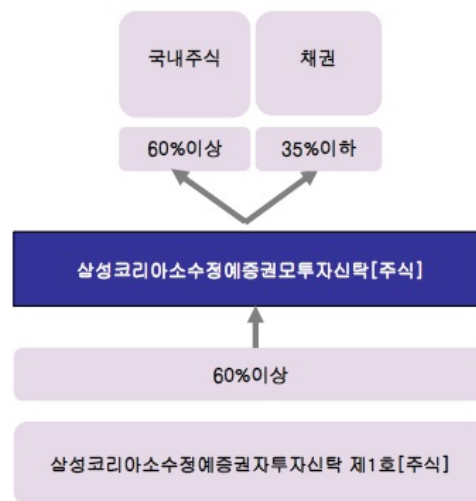 국내주식 채권
60%이상 35%이하
삼성코리아소수정예증권모투자신탁[주식]
60%이상
삼성코리아소수정예증권자투자신탁 제1호[주식]